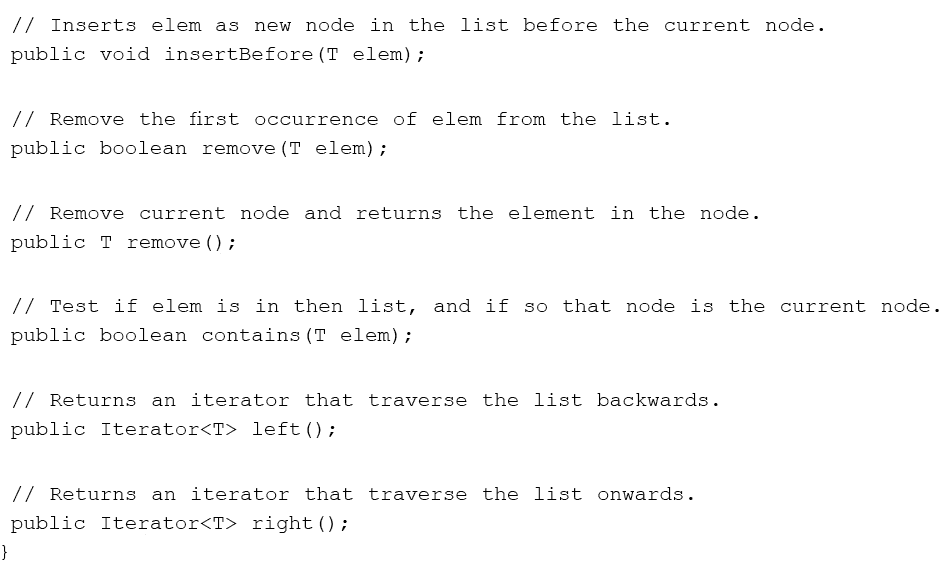 // Inserts elem as new node in the list before the current node.
public void insertBefore(T elem);
// Remove the first occurrence of elem from the list.
public boolean remove(T elem);
// Remove current node and returns the element in the node.
public T remove();
// Test if elem is in then list, and if so that node is the current node.
public boolean contains(T elem);
// Returns an iterator that traverse the list backwards.
public Iterator<T> left();
// Returns an iterator that traverse the list onwards.
public Iterator<T> right();
}